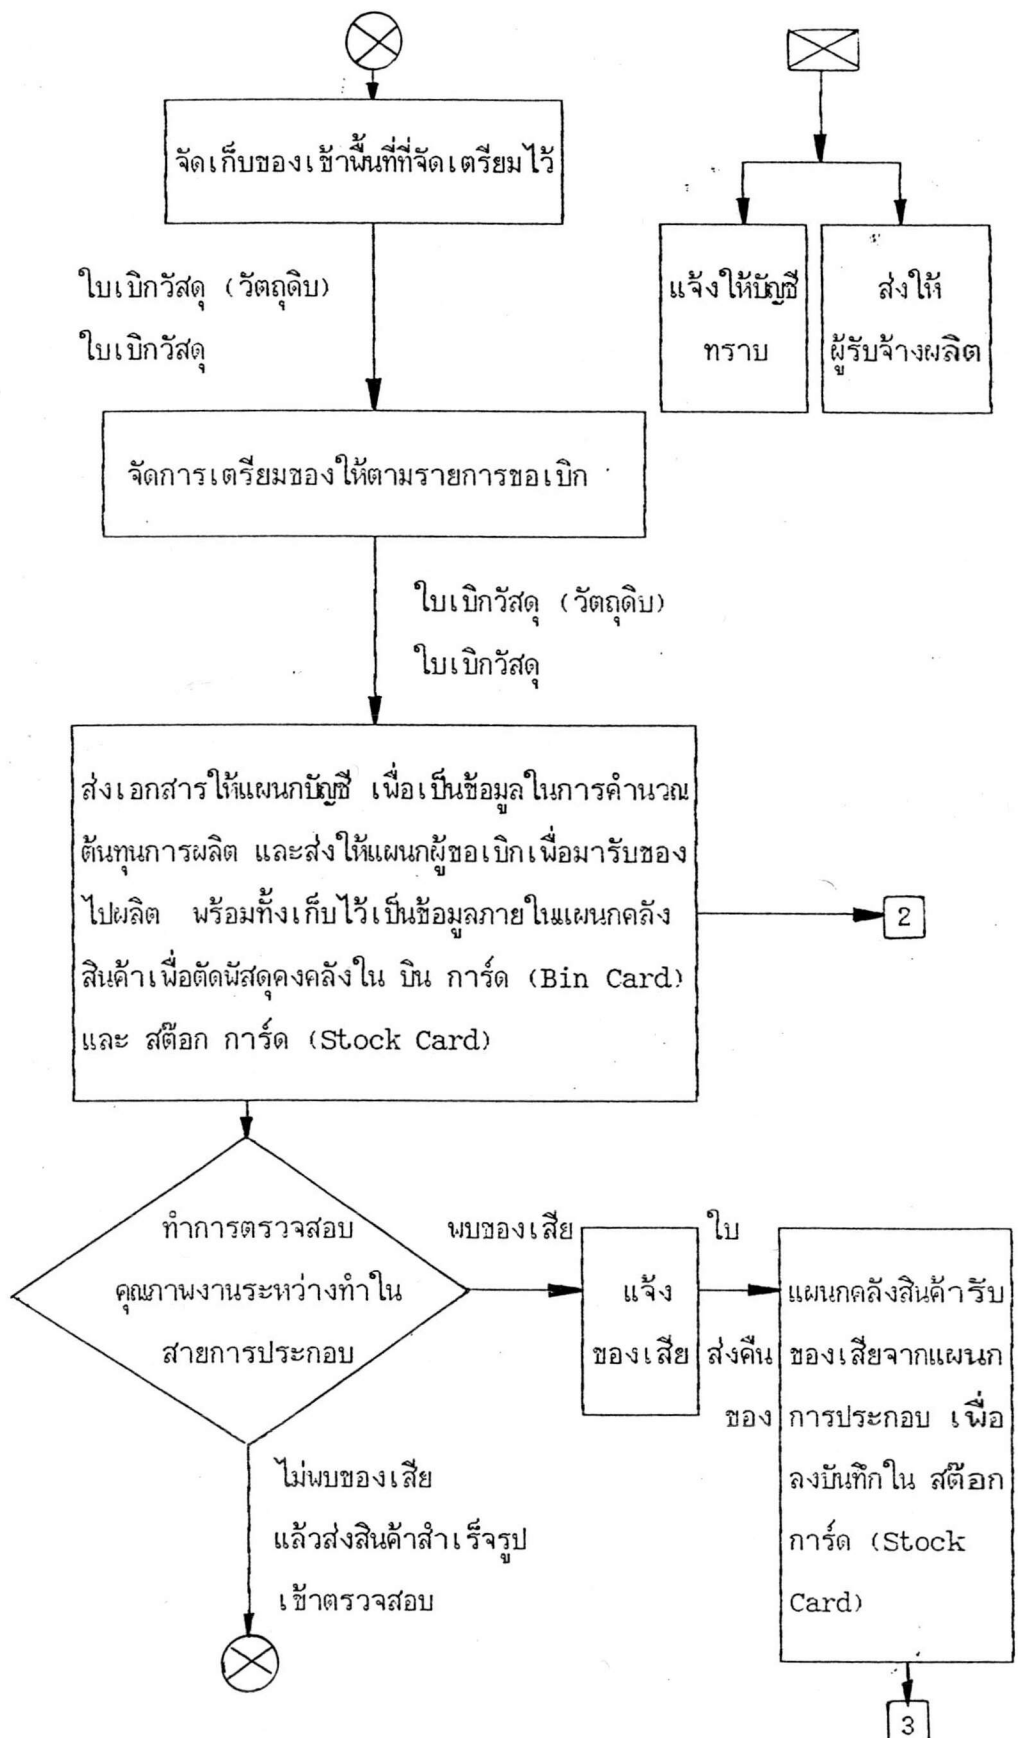 จัดเก็บของเข้าพื้นที่ที่จัดเตรียมไว้
แจ้งให้บัญชี
ทราบ
ส่งให้
ผู้รับจ้างผลิต
ใบเบิกวัสดุ (วัตถุดิบ)
ใบเบิกวัสดุ
จัดการเตรียมของให้ตามรายการขอเบิก
ใบเบิกวัสดุ (วัตถุดิบ)
ใบเบิกวัสดุ
ส่งเอกสารให้แผนกบัญชี เพื่อเป็นข้อมูลในการคำนวณ
ต้นทุนการผลิต และส่งให้แผนกผู้ขอเบิกเพื่อมารับของ
ไปผลิต พร้อมทั้งเก็บไว้เป็นข้อมูลภายในแผนกคลัง
สินค้าเพื่อตัดพัสดุคงคลังใน บิน การ์ด (Bin Card)
และ สต๊อก การ์ด (Stock Card)
2
ทำการตรวจสอบ
คุณภาพงานระหว่างทำใน
สายการประกอบ
พบของเสีย
แจ้ง
ของเสีย
ใบ
ส่งคืน
ของ
แผนกคลังสินค้ารับ
ของเสียจากแผนก
การประกอบ เพื่อ
ลงบันทึกใน สต๊อก
การ์ด (Stock
Card)
3
ไม่พบของเสีย
แล้วส่งสินค้าสำเร็จรูป
เข้าตรวจสอบ